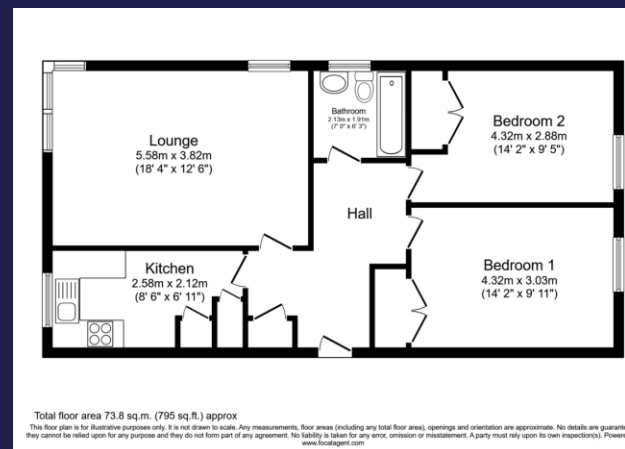 Lounge
5.58m x 3.82m
(18' 4" x 12' 6")
Bathroom
2.13m x 1.91m
(7' 0" x 6' 3")
Bedroom 2
4.32m x 2.88m
(14' 2" x 9' 5")
Hall
Kitchen
2.58m x 2.12m
(8' 6" x 6' 11")
Bedroom 1
4.32m x 3.03m
(14' 2" x 9' 11")
Total floor area 73.8 sq.m. (795 sq.ft.) approx
This floor plan is for illustrative purposes only. It is not drawn to scale. Any measurements, floor areas (including any total floor area), openings and orientation are approximate. No details are guarante
they cannot be relied upon for any purpose and they do not form part of any agreement. No liability is taken for any error, omission or misstatement. A party must rely upon its own inspection(s). Powere
www.focalagent.com